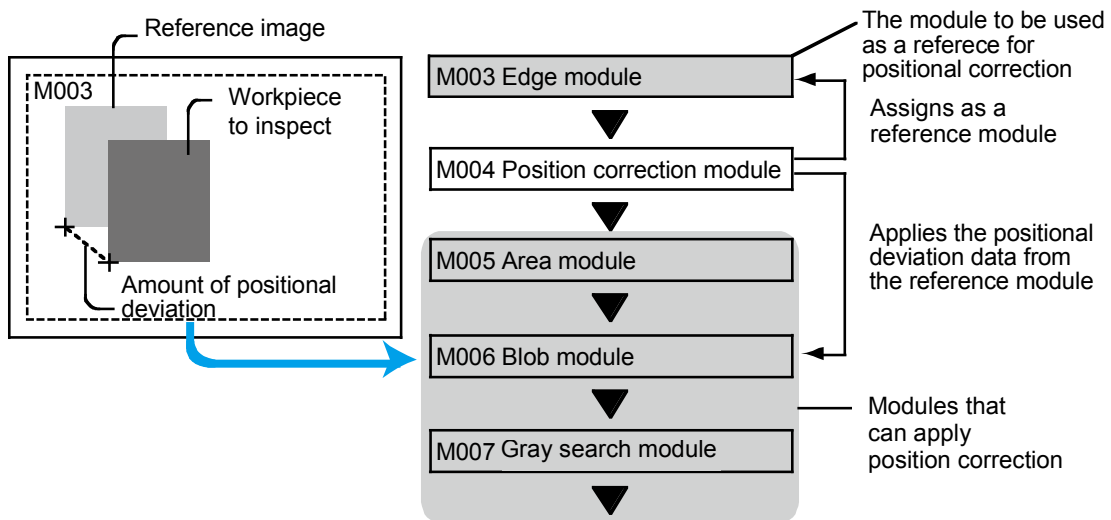 Reference image
M003
Workpiece
to inspect
Amount of positional
deviation
M003 Edge module
M004 Position correction module
M005 Area module
M006 Blob module
M007 Gray search module
The module to be used
as a referece for
positional correction
Assigns as a
reference module
Applies the positional
deviation data from
the reference module
Modules that
can apply
position correction